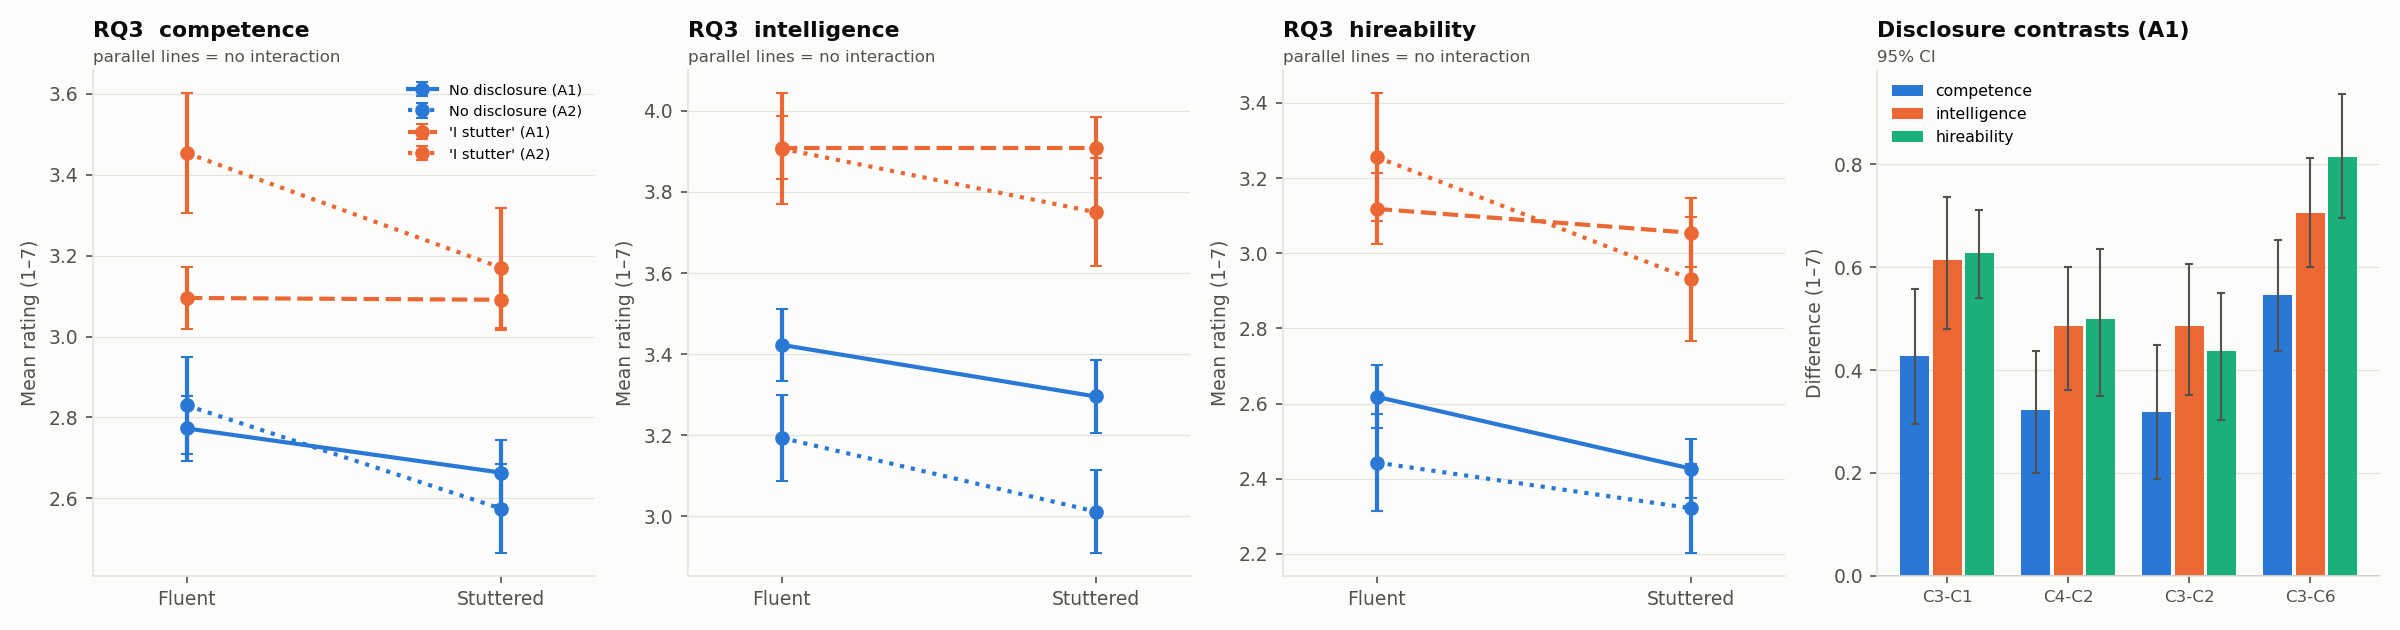 RQ3  competence
parallel lines = no interaction
Mean rating (1–7)
3.6
3.4
3.2
3.0
2.8
2.6
No disclosure (A1)
No disclosure (A2)
'I stutter' (A1)
'I stutter' (A2)
Fluent
Stuttered
RQ3  intelligence
parallel lines = no interaction
Mean rating (1–7)
4.0
3.8
3.6
3.4
3.2
3.0
Fluent
Stuttered
RQ3  hireability
parallel lines = no interaction
Mean rating (1–7)
3.4
3.2
3.0
2.8
2.6
2.4
2.2
Fluent
Stuttered
Disclosure contrasts (A1)
95% CI
Difference (1–7)
competence
intelligence
hireability
0.8
0.6
0.4
0.2
0.0
C3-C1
C4-C2
C3-C2
C3-C6